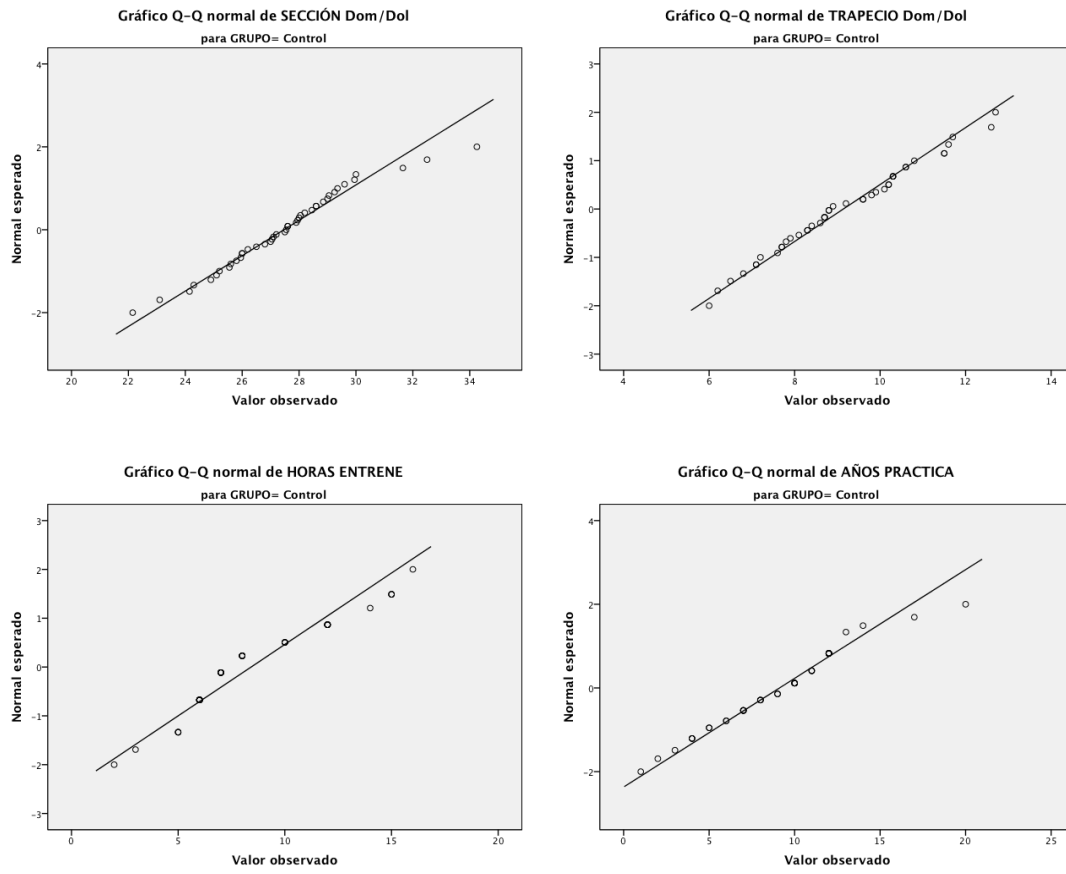 Gráfico Q-Q normal de SECCIÓN Dom/Dol
para GRUPO= Control
Normal esperado
4
2
0
-2
20
22
24
26
28
30
32
34
Valor observado
Gráfico Q-Q normal de TRAPECIO Dom/Dol
para GRUPO= Control
Normal esperado
3
2
1
0
-1
-2
-3
4
6
8
10
12
14
Valor observado
Gráfico Q-Q normal de HORAS ENTRENE
para GRUPO= Control
Normal esperado
3
2
1
0
-1
-2
-3
0
5
10
15
20
Valor observado
Gráfico Q-Q normal de AÑOS PRACTICA
para GRUPO= Control
Normal esperado
4
2
0
-2
0
5
10
15
20
25
Valor observado